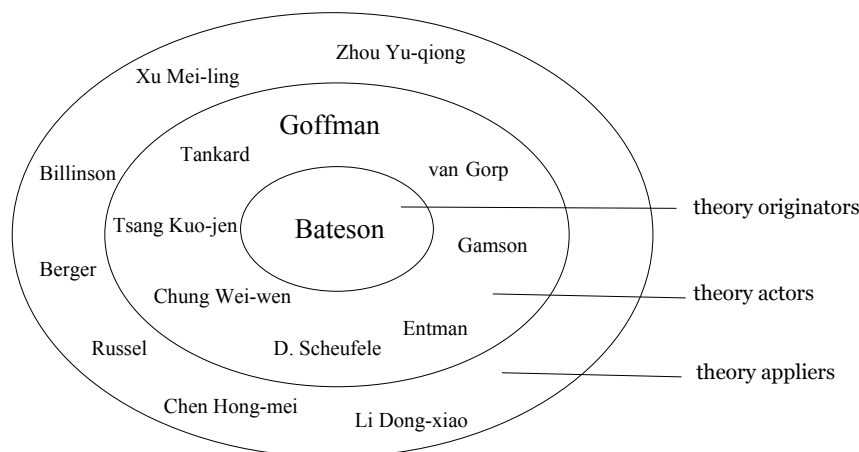 Zhou Yu-qiong
Xu Mei-ling
Goffman
Tankard
van Gorp
Billinson
theory originators
Tsang Kuo-jen
Bateson
Gamson
Berger
theory actors
Chung Wei-wen
Entman
Russel
D. Scheufele
theory appliers
Chen Hong-mei
Li Dong-xiao